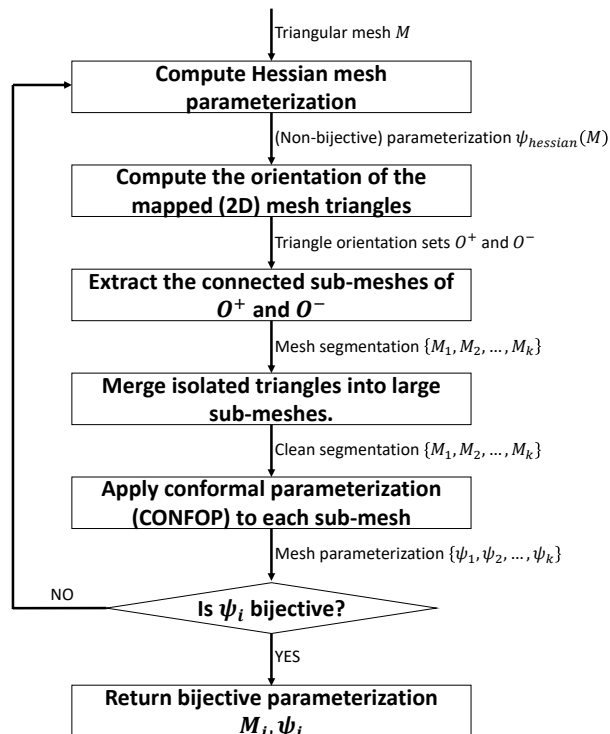 Triangular mesh M
Compute Hessian mesh
parameterization
(Non-bijective) parameterization ψ_hessian(M)
Compute the orientation of the
mapped (2D) mesh triangles
Triangle orientation sets O⁺ and O⁻
Extract the connected sub-meshes of
O⁺ and O⁻
Mesh segmentation {M₁, M₂, …, Mₖ}
Merge isolated triangles into large
sub-meshes.
Clean segmentation {M₁, M₂, …, Mₖ}
Apply conformal parameterization
(CONFOP) to each sub-mesh
Mesh parameterization {ψ₁, ψ₂, …, ψₖ}
NO
Is ψᵢ bijective?
YES
Return bijective parameterization
Mᵢ, ψᵢ